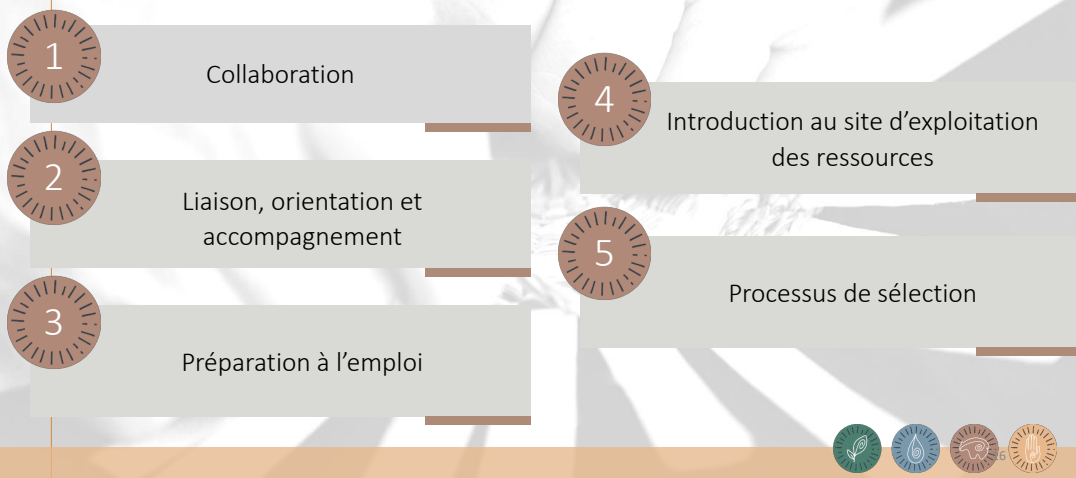 1
Collaboration
2
Liaison, orientation et
accompagnement
3
Préparation à l’emploi
4
Introduction au site d’exploitation
des ressources
5
Processus de sélection